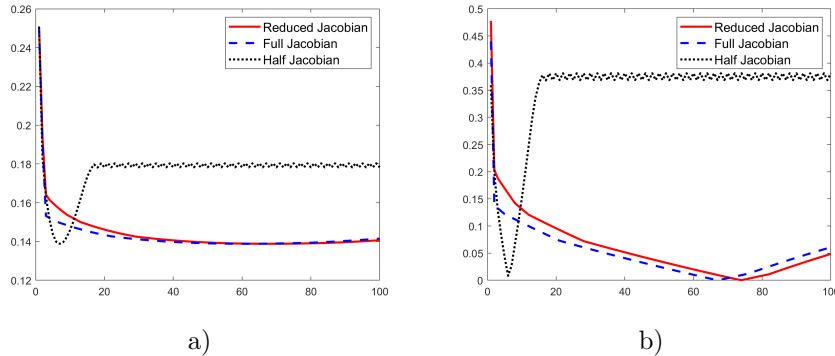 0.26
0.24
0.22
0.2
0.18
0.16
0.14
0.12
0 20 40 60 80 100
Reduced Jacobian
Full Jacobian
Half Jacobian
a)
0.5
0.45
0.4
0.35
0.3
0.25
0.2
0.15
0.1
0.05
0
0 20 40 60 80 100
Reduced Jacobian
Full Jacobian
Half Jacobian
b)